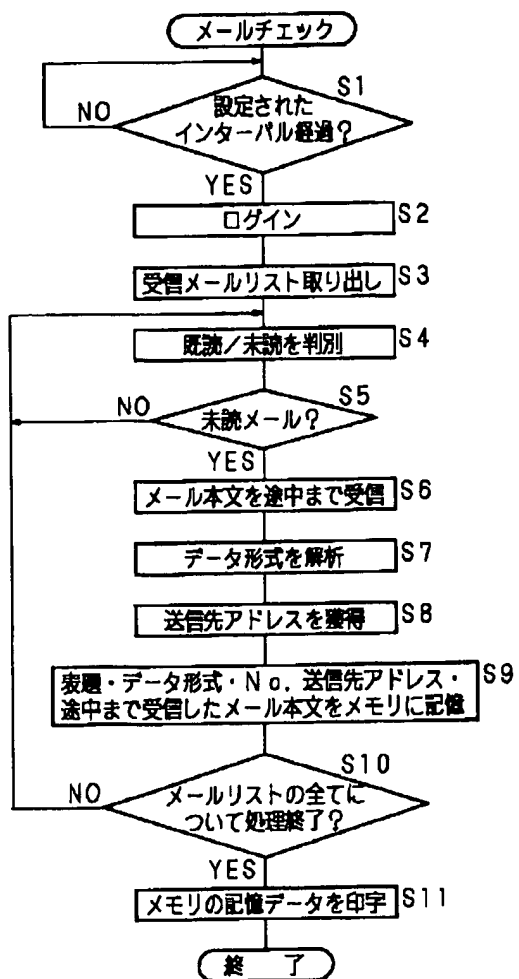 メールチェック
S1
設定された
インターバル経過？
NO
YES
ログイン
S2
受信メールリスト取り出し
S3
既読／未読を判別
S4
S5
未読メール？
NO
YES
メール本文を途中まで受信
S6
データ形式を解析
S7
送信先アドレスを獲得
S8
表題・データ形式・No．送信先アドレス・
途中まで受信したメール本文をメモリに記憶
S9
S10
メールリストの全てに
ついて処理終了？
NO
YES
メモリの記憶データを印字
S11
終 了